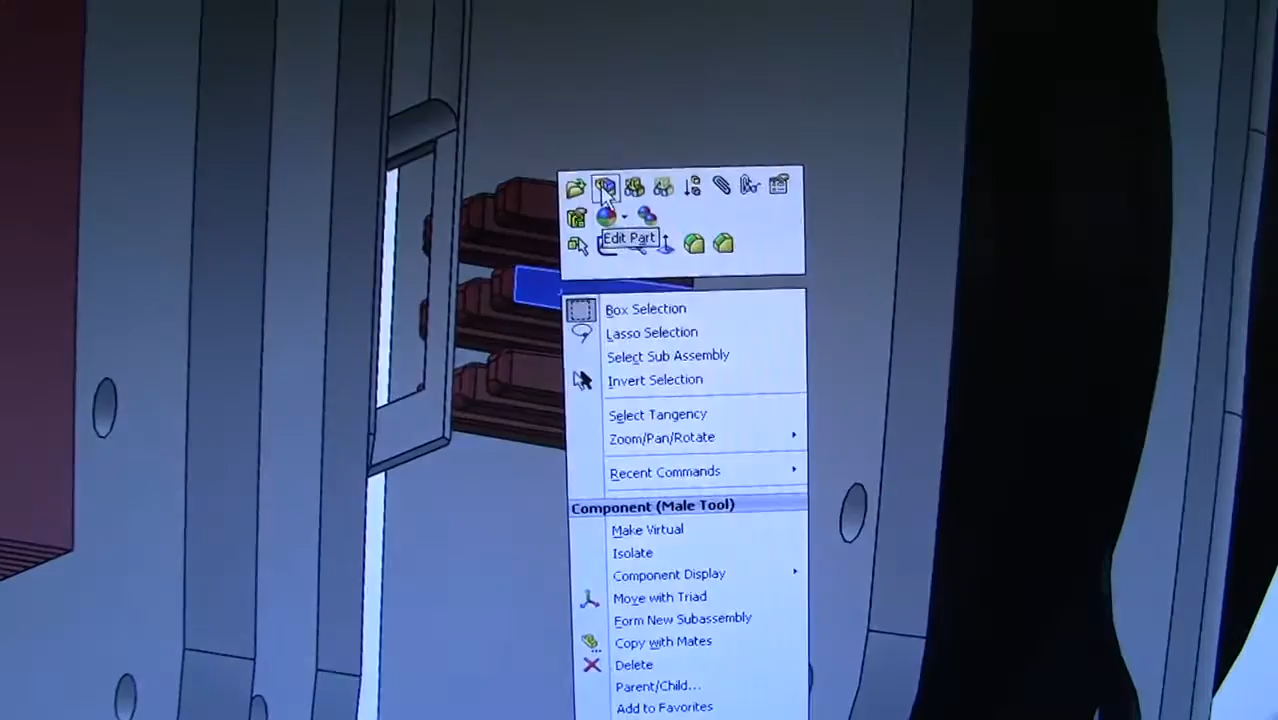 Edit Part
Box Selection
Lasso Selection
Select Sub Assembly
Invert Selection
Select Tangency
Zoom/Pan/Rotate
Recent Commands
Component (Male Tool)
Make Virtual
Isolate
Component Display
Move with Triad
Form New Subassembly
Copy with Mates
Delete
Parent/Child...
Add to Favorites